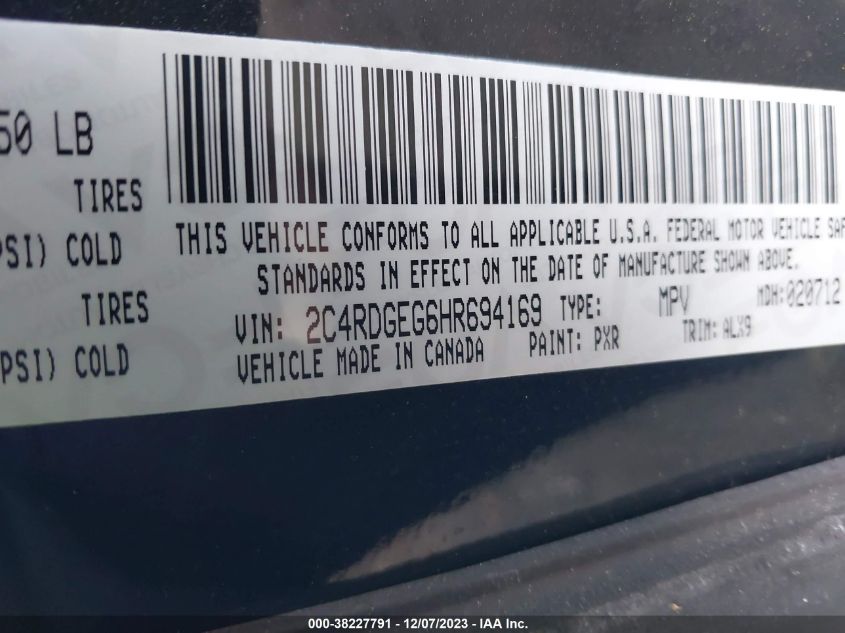 50 LB
TIRES
PSI) COLD
TIRES
PSI) COLD
THIS VEHICLE CONFORMS TO ALL APPLICABLE U.S.A. FEDERAL MOTOR VEHICLE SAF
STANDARDS IN EFFECT ON THE DATE OF MANUFACTURE SHOWN ABOVE.
VIN: 2C4RDGEG6HR694169 TYPE: MPV MDH:020712
VEHICLE MADE IN CANADA PAINT: PXR TRIM: ALX9
000-38227791 - 12/07/2023 - IAA Inc.